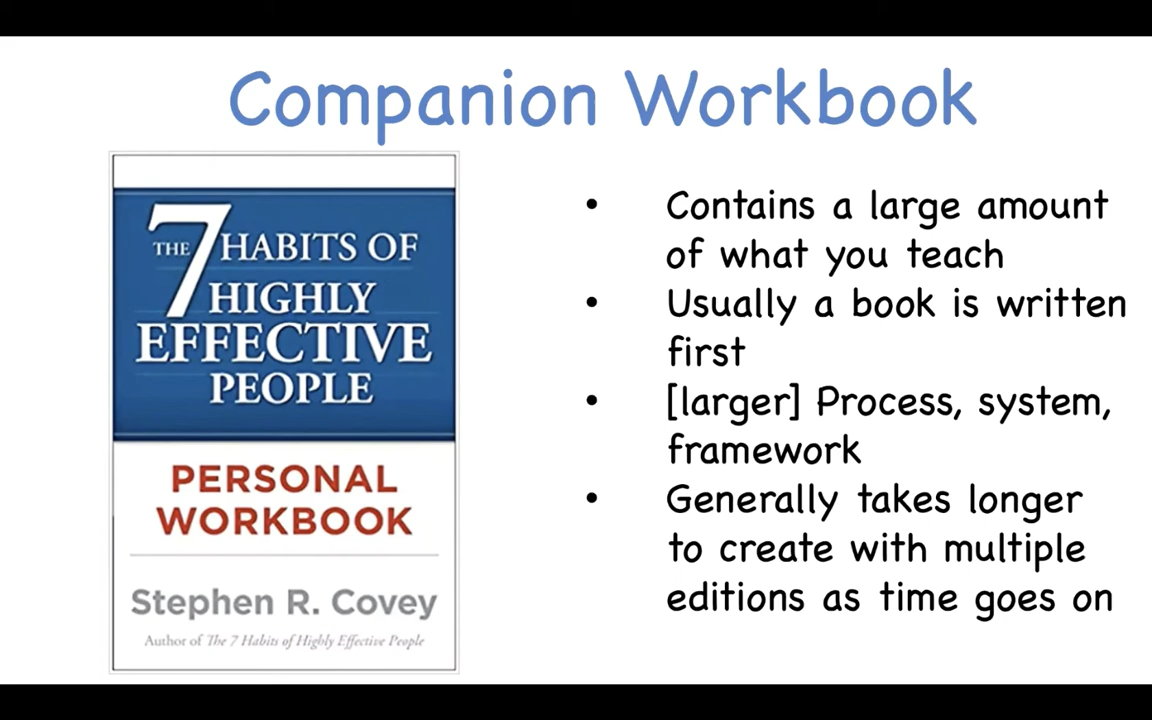 Companion Workbook
THE 7 HABITS OF
HIGHLY
EFFECTIVE
PEOPLE
PERSONAL
WORKBOOK
Stephen R. Covey
Author of The 7 Habits of Highly Effective People
• Contains a large amount
of what you teach
• Usually a book is written
first
• [larger] Process, system,
framework
• Generally takes longer
to create with multiple
editions as time goes on